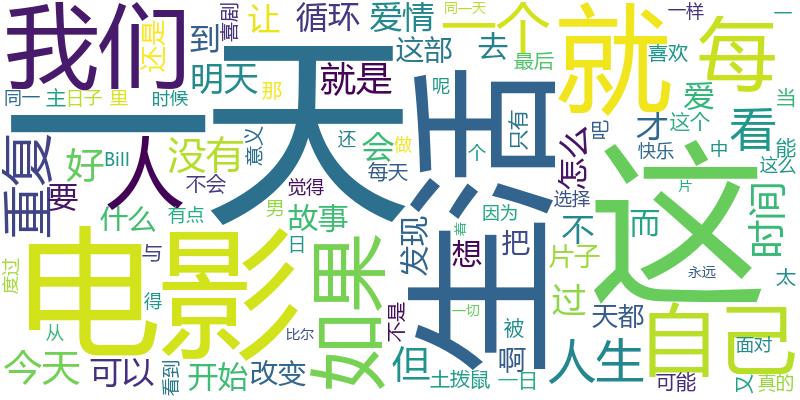 我们
还是
让
到
喜剧
循环
爱情
同一天
一个
就
一样
一
每
明天
那
就是
这部
去
最后
喜欢
爱
当
同一
主
日子
里
时候
一天
生活
呢
只有
吧
才
这个
看
能
重复
好
Bill
人
没有
意义
还
会
做
个
怎么
快乐
中
这么
要
不会
觉得
每天
选择
片
这
时间
什么
有点
男
故事
发现
想
着
因为
把
不
而
电影
与
日
如果
片子
永远
太
度过
得
不是
一切
过
被
天都
自己
从
比尔
但
啊
人生
面对
今天
可以
看到
开始
改变
土拨鼠
一日
可能
又
真的